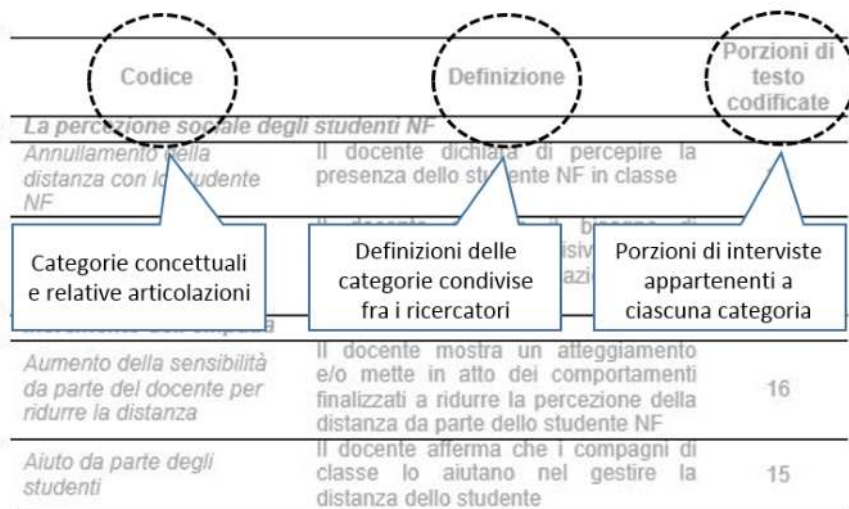 Codice
Definizione
Porzioni di
testo
codificate
La percezione sociale degli studenti NF
Annullamento della
distanza con lo studente
NF
Il docente dichiara di percepire la
presenza dello studente NF in classe
Categorie concettuali
e relative articolazioni
Definizioni delle
categorie condivise
fra i ricercatori
Porzioni di interviste
appartenenti a
ciascuna categoria
Aumento della sensibilità
da parte del docente per
ridurre la distanza
Il docente mostra un atteggiamento
e/o mette in atto dei comportamenti
finalizzati a ridurre la percezione della
distanza da parte dello studente NF
16
Aiuto da parte degli
studenti
Il docente afferma che i compagni di
classe lo aiutano nel gestire la
distanza dello studente
15